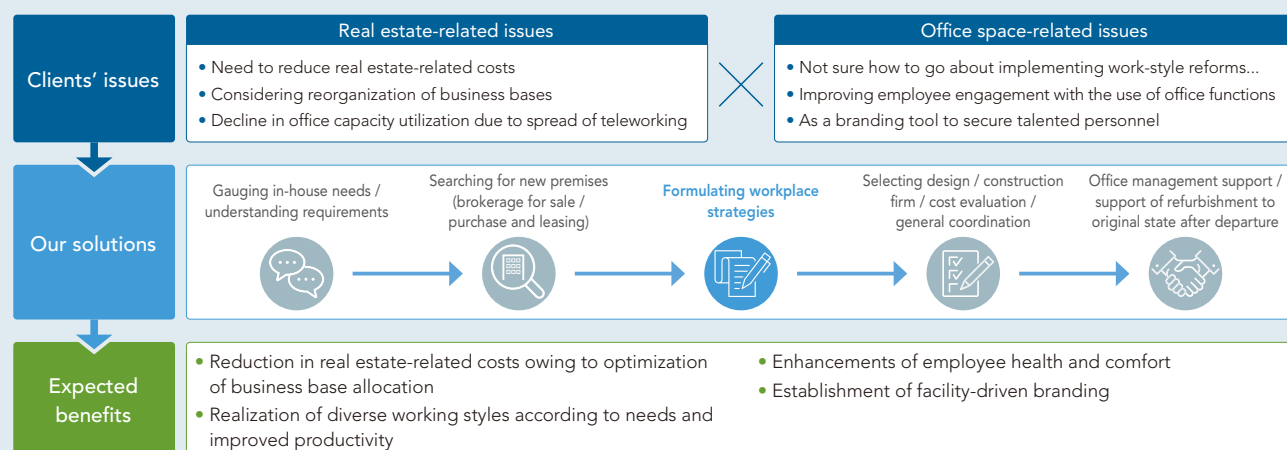 Clients' issues
Real estate-related issues
• Need to reduce real estate-related costs
• Considering reorganization of business bases
• Decline in office capacity utilization due to spread of teleworking
Office space-related issues
• Not sure how to go about implementing work-style reforms...
• Improving employee engagement with the use of office functions
• As a branding tool to secure talented personnel
Our solutions
Gauging in-house needs /
understanding requirements
Searching for new premises
(brokerage for sale /
purchase and leasing)
Formulating workplace
strategies
Selecting design / construction
firm / cost evaluation /
general coordination
Office management support /
support of refurbishment to
original state after departure
Expected
benefits
• Reduction in real estate-related costs owing to optimization
of business base allocation
• Realization of diverse working styles according to needs and
improved productivity
• Enhancements of employee health and comfort
• Establishment of facility-driven branding